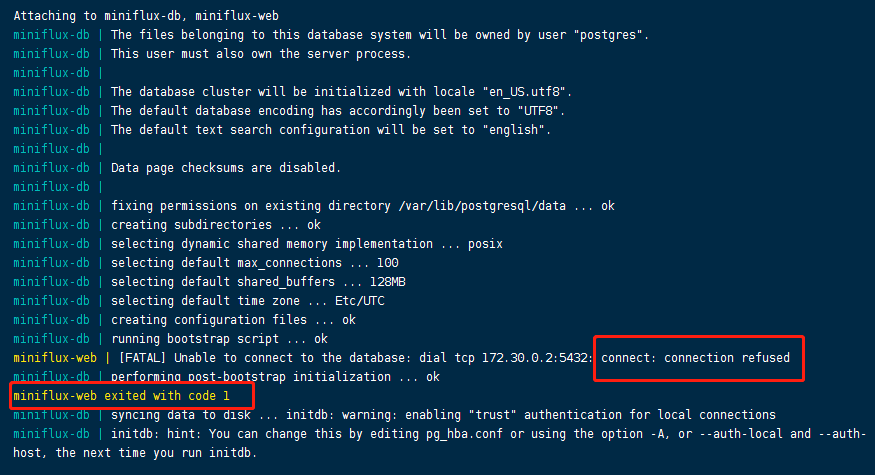 Attaching to miniflux-db, miniflux-web
miniflux-db | The files belonging to this database system will be owned by user "postgres".
miniflux-db | This user must also own the server process.
miniflux-db |
miniflux-db | The database cluster will be initialized with locale "en_US.utf8".
miniflux-db | The default database encoding has accordingly been set to "UTF8".
miniflux-db | The default text search configuration will be set to "english".
miniflux-db |
miniflux-db | Data page checksums are disabled.
miniflux-db |
miniflux-db | fixing permissions on existing directory /var/lib/postgresql/data ... ok
miniflux-db | creating subdirectories ... ok
miniflux-db | selecting dynamic shared memory implementation ... posix
miniflux-db | selecting default max_connections ... 100
miniflux-db | selecting default shared_buffers ... 128MB
miniflux-db | selecting default time zone ... Etc/UTC
miniflux-db | creating configuration files ... ok
miniflux-db | running bootstrap script ... ok
miniflux-web | [FATAL] Unable to connect to the database: dial tcp 172.30.0.2:5432: connect: connection refused
miniflux-db | performing post-bootstrap initialization ... ok
miniflux-web exited with code 1
miniflux-db | syncing data to disk ... initdb: warning: enabling "trust" authentication for local connections
miniflux-db | initdb: hint: You can change this by editing pg_hba.conf or using the option -A, or --auth-local and --auth-
host, the next time you run initdb.